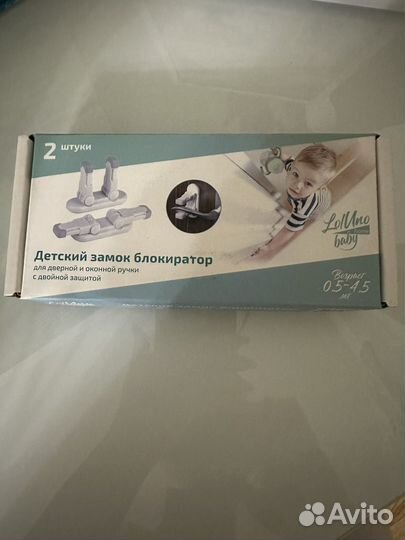 2 штуки
LolUno
baby
Детский замок блокиратор
для дверной и оконной ручки
с двойной защитой
Возраст
0.5-4.5
лет
Avito